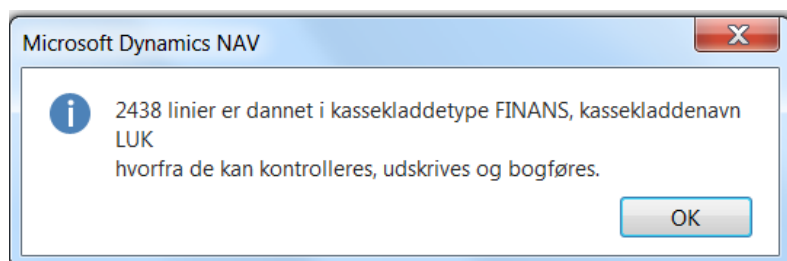 Microsoft Dynamics NAV
2438 linier er dannet i kassekladdetype FINANS, kassekladdenavn
LUK
hvorfra de kan kontrolleres, udskrives og bogføres.
OK